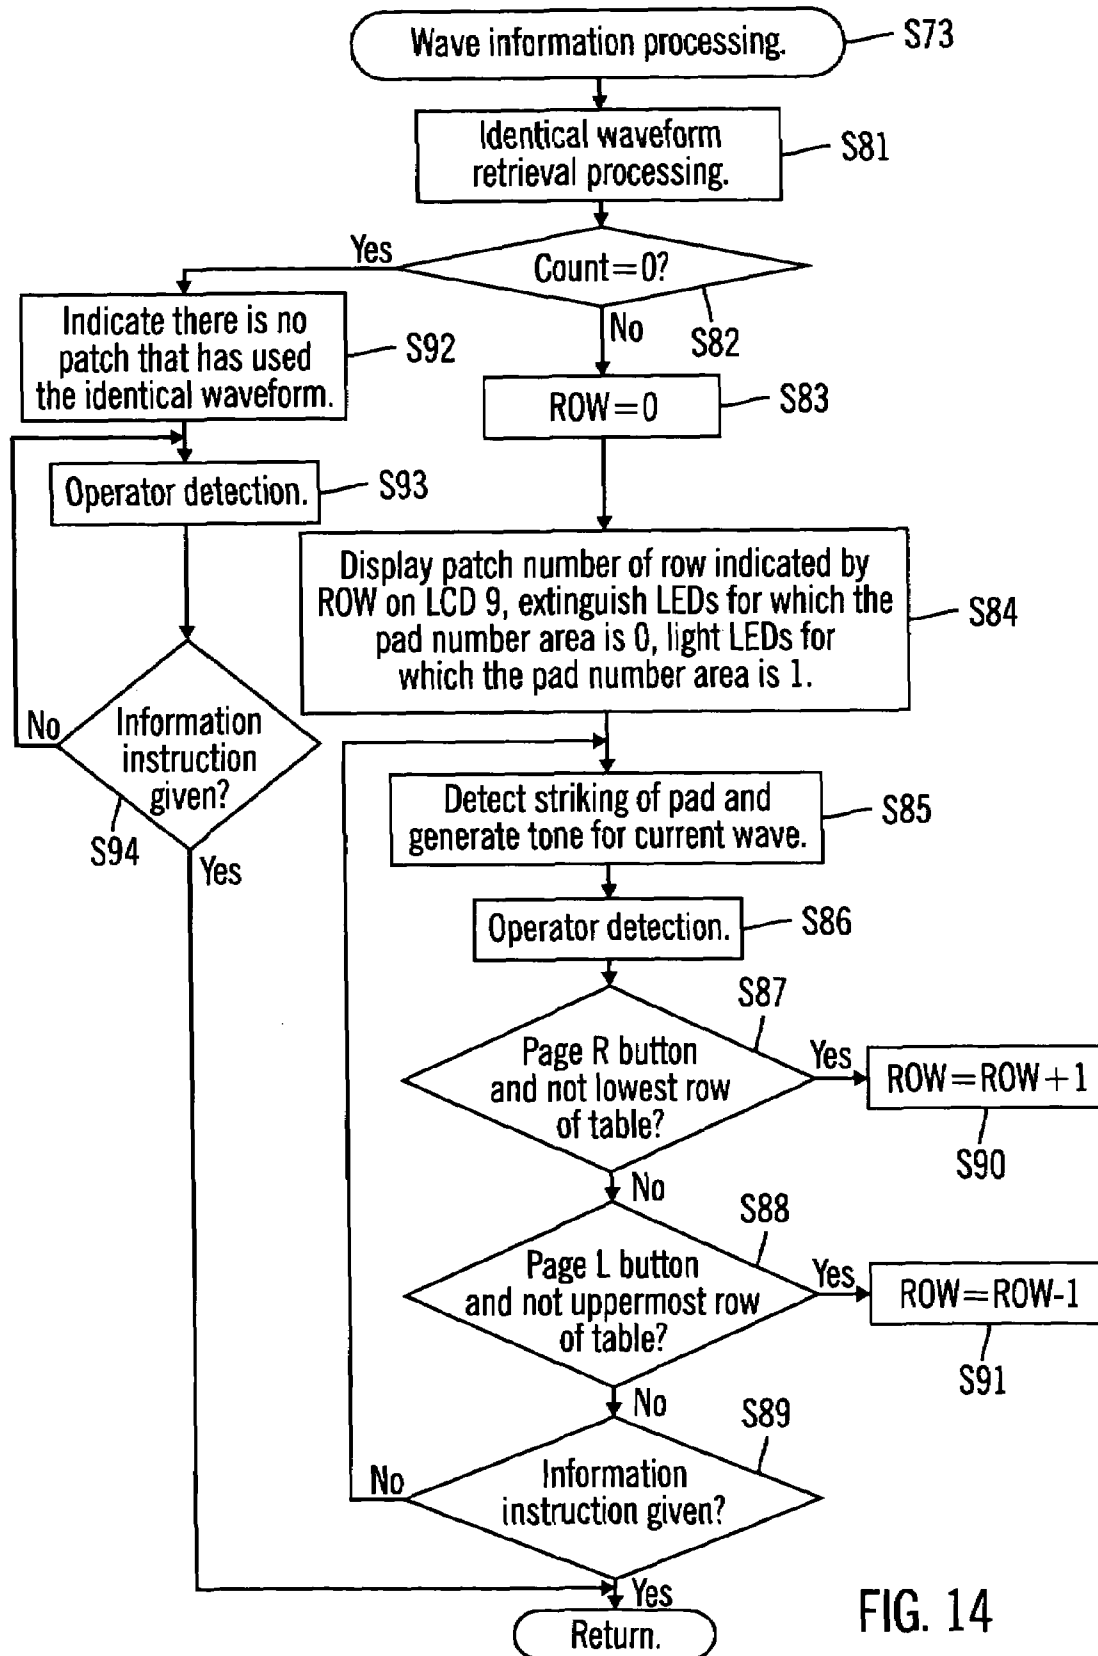 Wave information processing.
S73
Identical waveform
retrieval processing.
S81
Yes
Count=0?
S82
No
Indicate there is no
patch that has used
the identical waveform.
S92
ROW=0
S83
Operator detection.
S93
Display patch number of row indicated by
ROW on LCD 9, extinguish LEDs for which the
pad number area is 0, light LEDs for
which the pad number area is 1.
S84
No
Information
instruction
given?
S94
Yes
Detect striking of pad and
generate tone for current wave.
S85
Operator detection.
S86
S87
Page R button
and not lowest row
of table?
Yes
ROW=ROW+1
S90
No
S88
Page L button
and not uppermost row
of table?
Yes
ROW=ROW-1
S91
No
S89
No
Information
instruction given?
Yes
Return.
FIG. 14